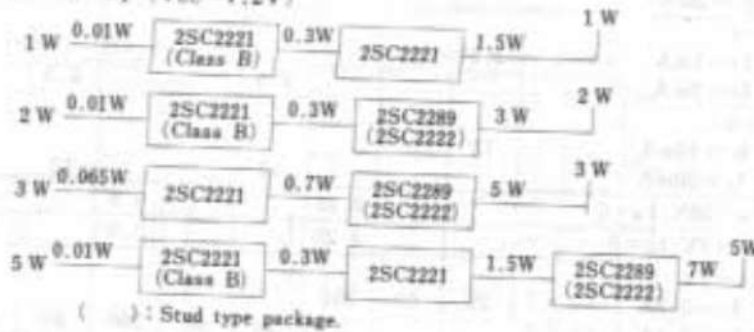 1 W 0.01W 2SC2221 (Class B) 0.3W 2SC2221 1.5W 1 W
2 W 0.01W 2SC2221 (Class B) 0.3W 2SC2289 (2SC2222) 3 W 2 W
3 W 0.065W 2SC2221 0.7W 2SC2289 (2SC2222) 5 W 3 W
5 W 0.01W 2SC2221 (Class B) 0.3W 2SC2221 1.5W 2SC2289 (2SC2222) 7W 5W
( ) : Stud type package.